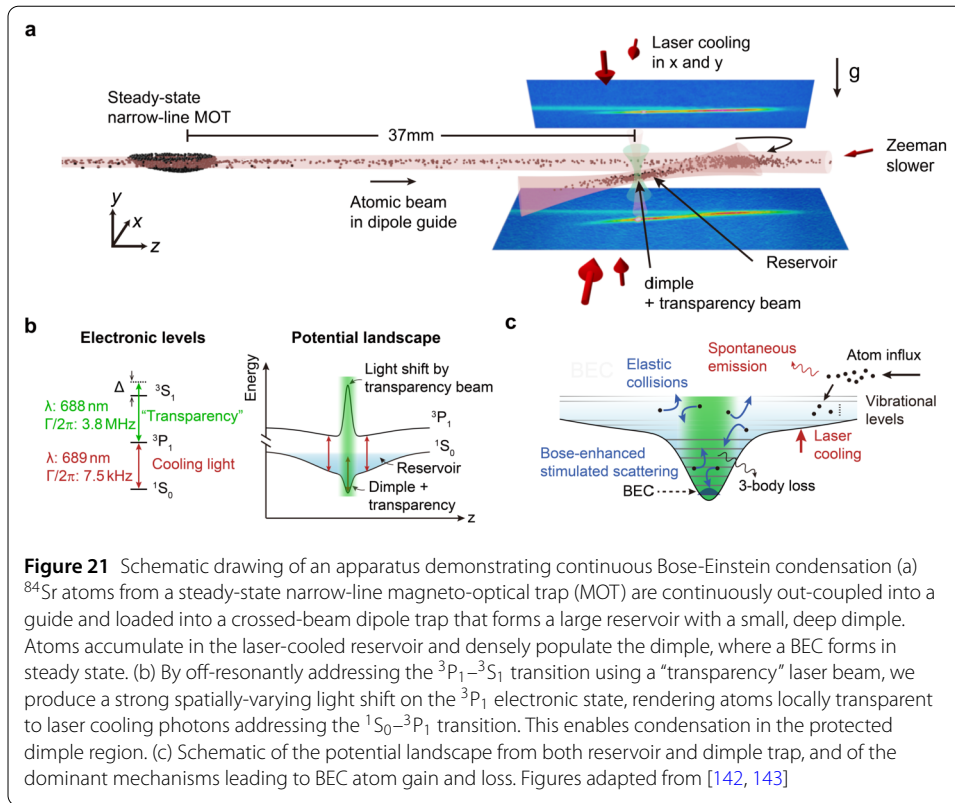 a
Laser cooling
in x and y
g
Steady-state
narrow-line MOT
37mm
Zeeman
slower
Atomic beam
in dipole guide
y
x
z
Reservoir
dimple
+ transparency beam
b
Electronic levels
Δ
³S₁
λ: 688 nm
Γ/2π: 3.8 MHz
"Transparency"
³P₁
λ: 689 nm
Γ/2π: 7.5 kHz
Cooling light
¹S₀
Potential landscape
Energy
Light shift by
transparency beam
³P₁
¹S₀
Reservoir
Dimple +
transparency
z
c
BEC
Elastic
collisions
Spontaneous
emission
Atom influx
Vibrational
levels
Laser
cooling
Bose-enhanced
stimulated scattering
3-body loss
BEC
Figure 21 Schematic drawing of an apparatus demonstrating continuous Bose-Einstein condensation (a)
⁸⁴Sr atoms from a steady-state narrow-line magneto-optical trap (MOT) are continuously out-coupled into a
guide and loaded into a crossed-beam dipole trap that forms a large reservoir with a small, deep dimple.
Atoms accumulate in the laser-cooled reservoir and densely populate the dimple, where a BEC forms in
steady state. (b) By off-resonantly addressing the ³P₁–³S₁ transition using a "transparency" laser beam, we
produce a strong spatially-varying light shift on the ³P₁ electronic state, rendering atoms locally transparent
to laser cooling photons addressing the ¹S₀–³P₁ transition. This enables condensation in the protected
dimple region. (c) Schematic of the potential landscape from both reservoir and dimple trap, and of the
dominant mechanisms leading to BEC atom gain and loss. Figures adapted from [142, 143]